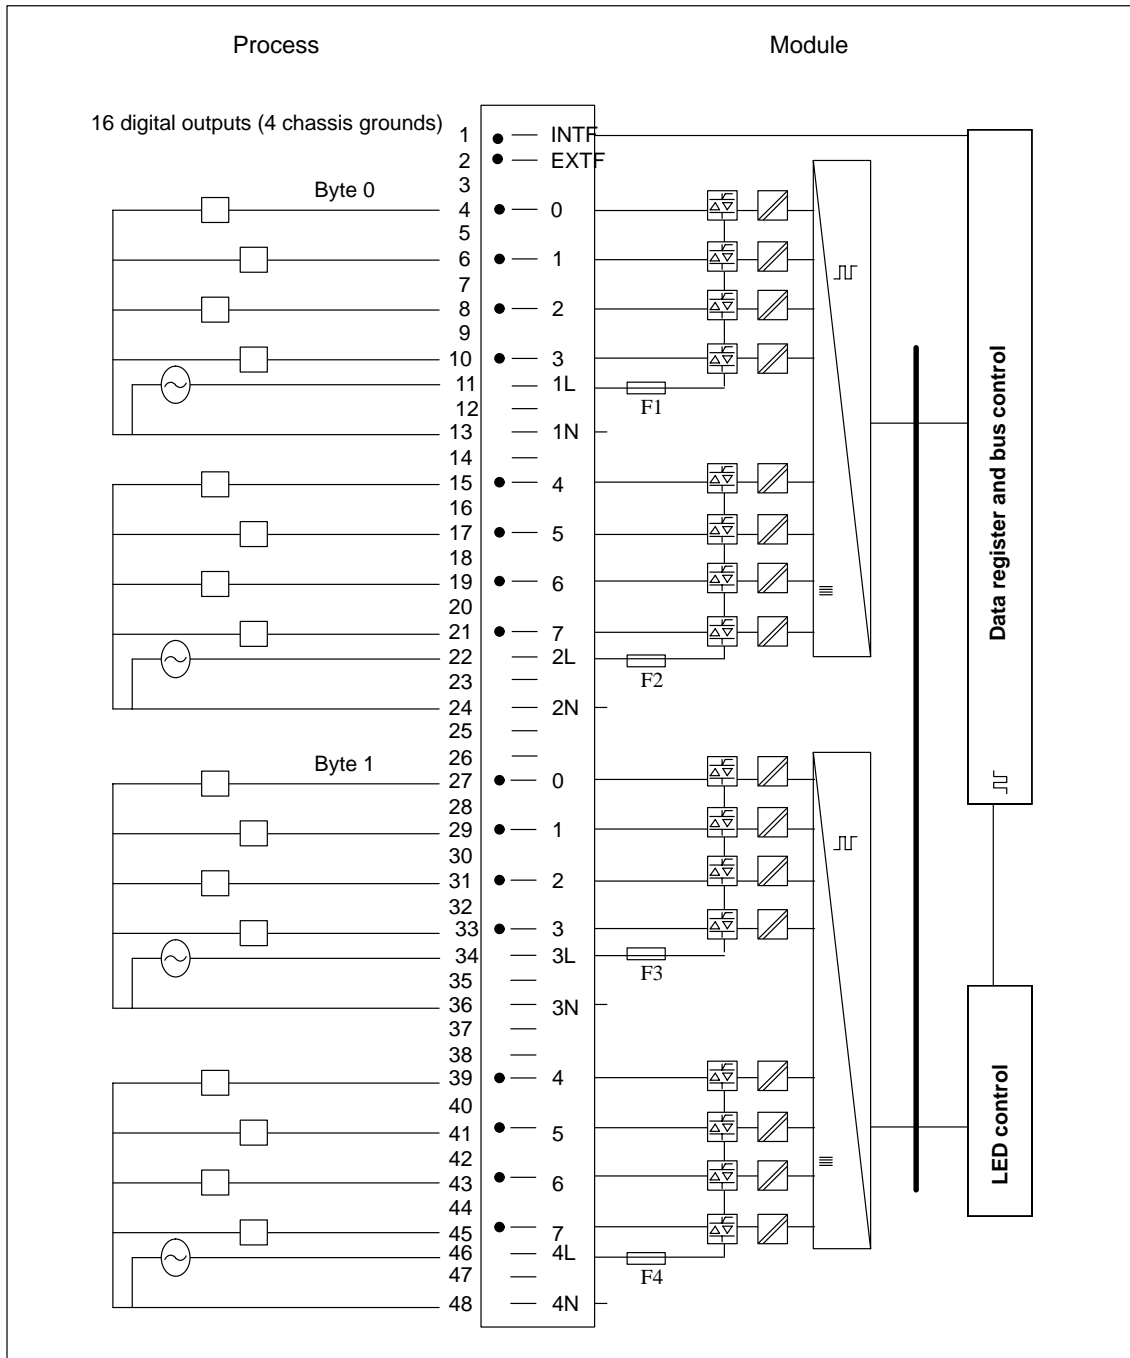 Process Module
16 digital outputs (4 chassis grounds)
1 INTF
2 EXTF
3
Byte 0
4 0
5
6 1
7
8 2
9
10 3
11 1L
F1
12
13 1N
14
15 4
16
17 5
18
19 6
20
21 7
22 2L
F2
23
24 2N
25
26
Byte 1
27 0
28
29 1
30
31 2
32
33 3
34 3L
F3
35
36 3N
37
38
39 4
40
41 5
42
43 6
44
45 7
46 4L
F4
47
48 4N
Data register and bus control
LED control